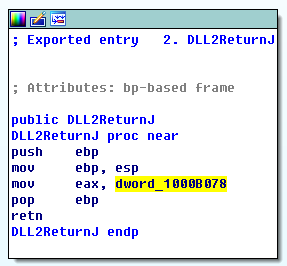 ; Exported entry   2. DLL2ReturnJ
; Attributes: bp-based frame
public DLL2ReturnJ
DLL2ReturnJ proc near
push    ebp
mov     ebp, esp
mov     eax, dword_1000B078
pop     ebp
retn
DLL2ReturnJ endp